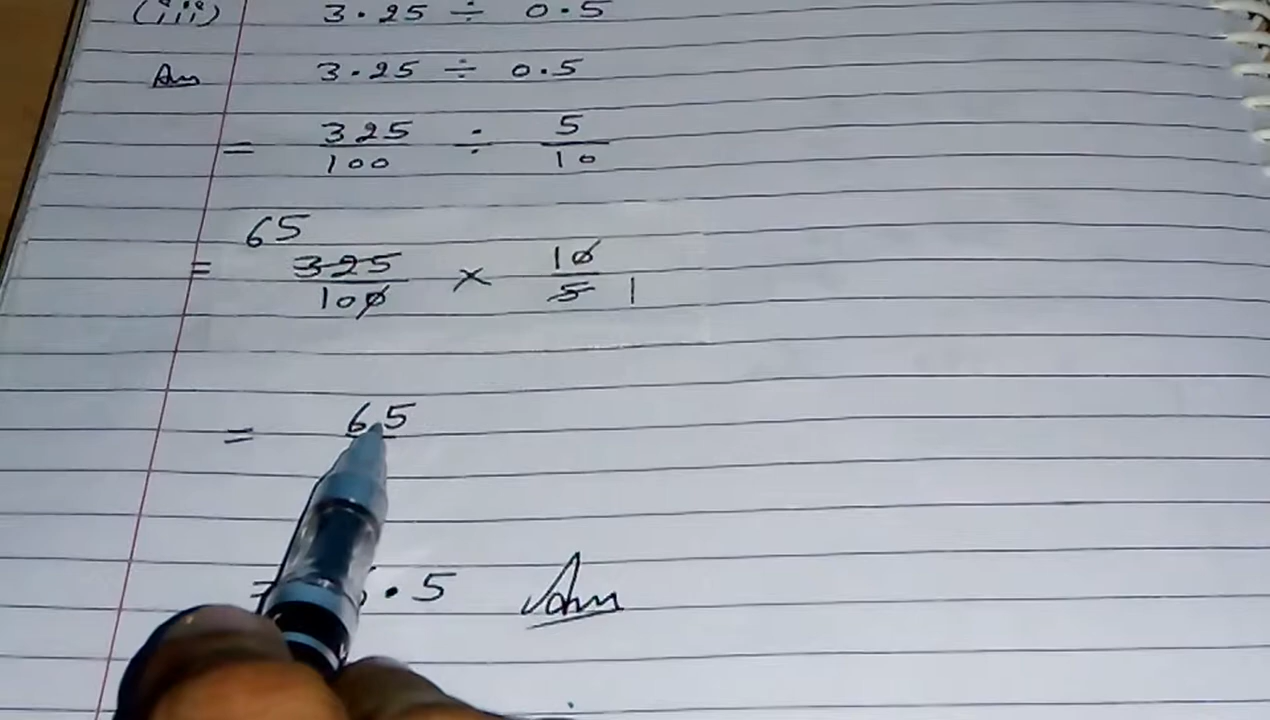 (iii) 3.25 ÷ 0.5
Ans 3.25 ÷ 0.5
= 325/100 ÷ 5/10
65
= 325/100 × 10/5 1
= 65
.5 Ans